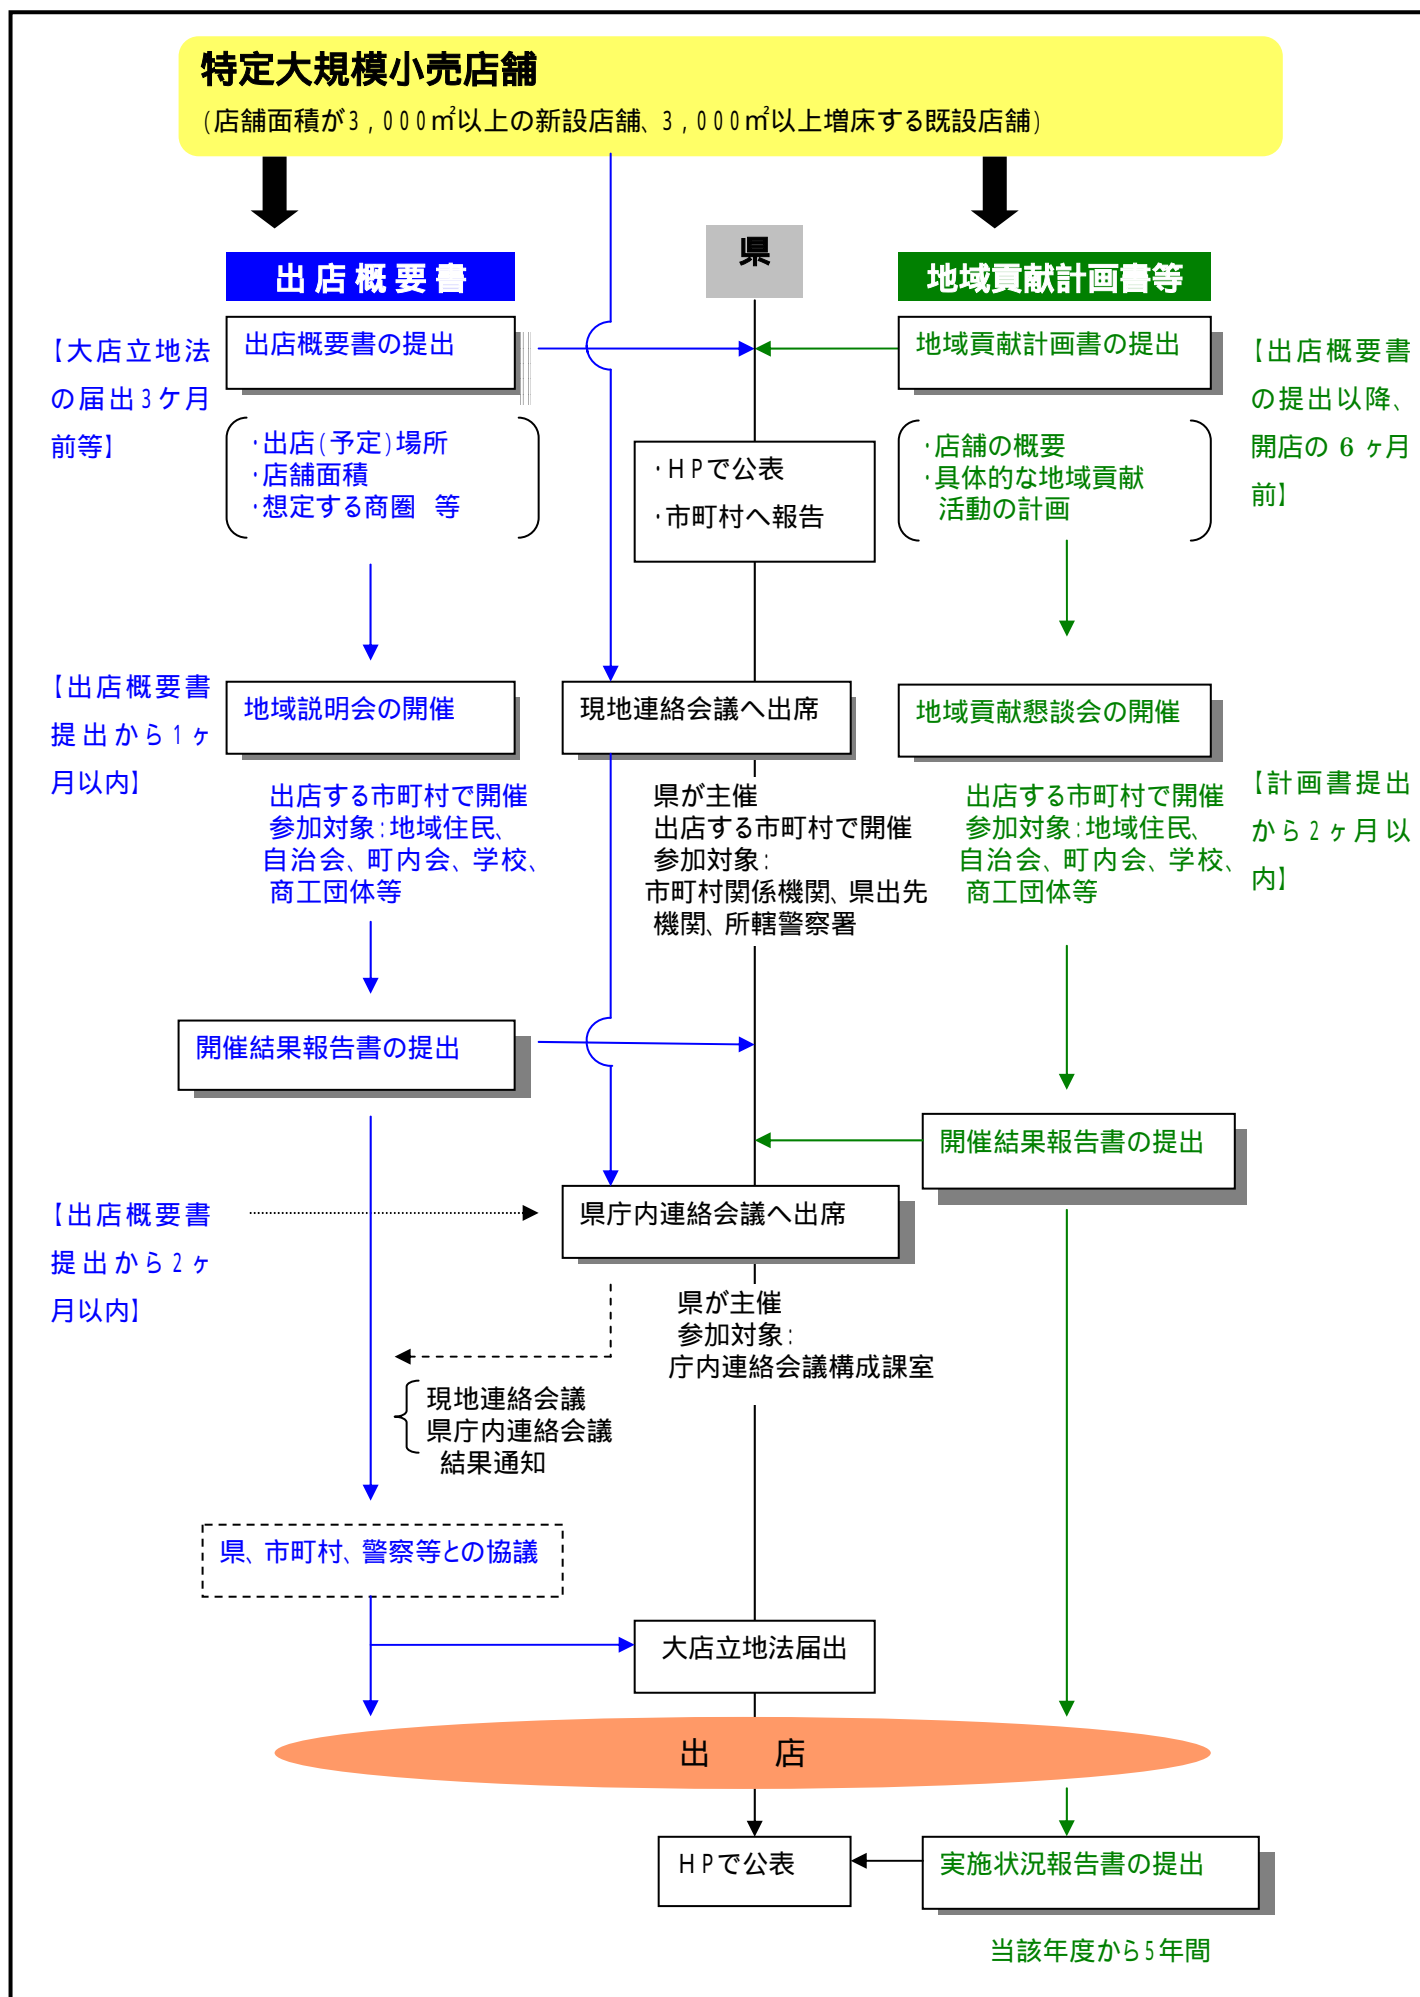 特定大規模小売店舗
(店舗面積が3,000㎡以上の新設店舗、3,000㎡以上増床する既設店舗)
県
出店概要書
地域貢献計画書等
【大店立地法
の届出3ケ月
前等】
出店概要書の提出
・出店(予定)場所
・店舗面積
・想定する商圏 等
・HPで公表
・市町村へ報告
地域貢献計画書の提出
・店舗の概要
・具体的な地域貢献
活動の計画
【出店概要書
の提出以降、
開店の6ヶ月
前】
【出店概要書
提出から1ヶ
月以内】
地域説明会の開催
出店する市町村で開催
参加対象:地域住民、
自治会、町内会、学校、
商工団体等
現地連絡会議へ出席
県が主催
出店する市町村で開催
参加対象:
市町村関係機関、県出先
機関、所轄警察署
地域貢献懇談会の開催
出店する市町村で開催
参加対象:地域住民、
自治会、町内会、学校、
商工団体等
【計画書提出
から2ヶ月以
内】
開催結果報告書の提出
開催結果報告書の提出
【出店概要書
提出から2ヶ
月以内】
県庁内連絡会議へ出席
県が主催
参加対象:
庁内連絡会議構成課室
現地連絡会議
県庁内連絡会議
結果通知
県、市町村、警察等との協議
大店立地法届出
出 店
HPで公表
実施状況報告書の提出
当該年度から5年間